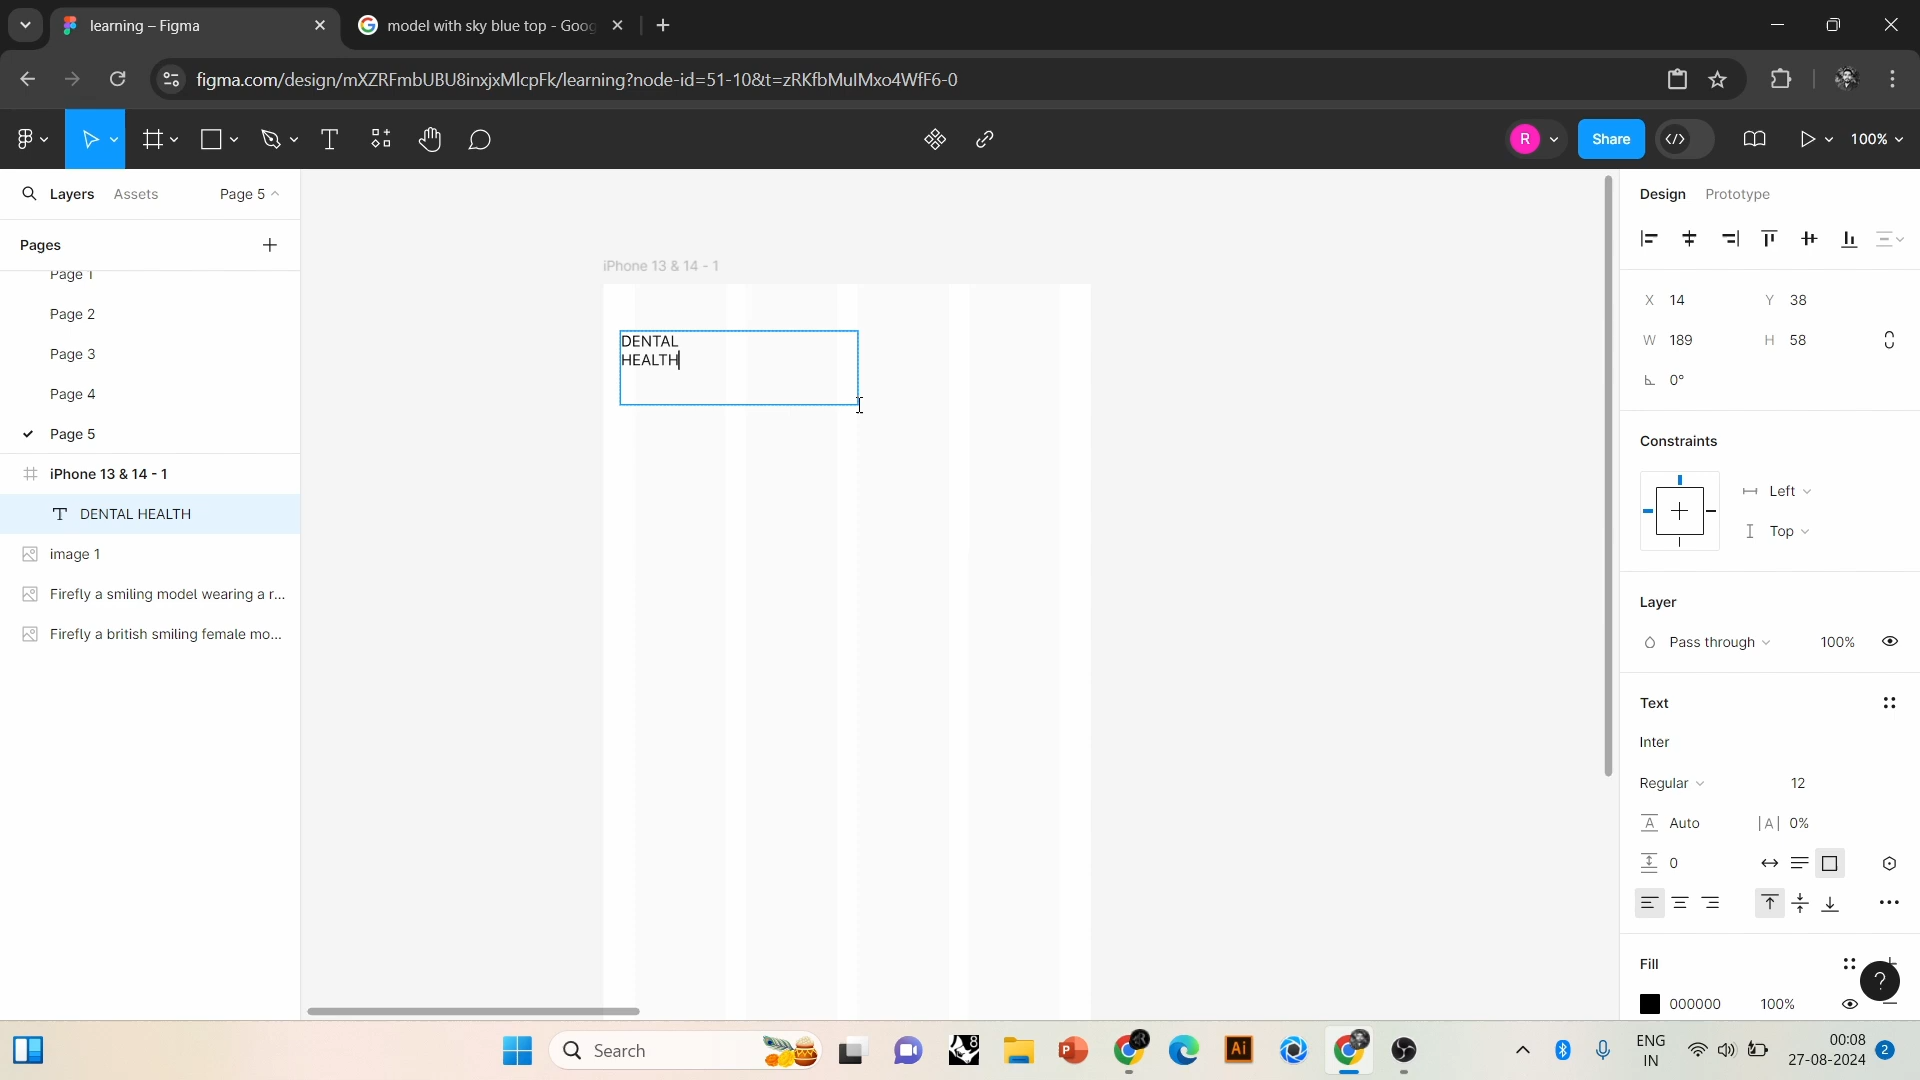 learning – Figma
model with sky blue top - Goog
figma.com/design/mXZRFmbUBU8inxjxMlcpFk/learning?node-id=51-10&t=zRKfbMulMxo4WfF6-0
R
Share
100%
Layers
Assets
Page 5
Design
Prototype
Pages
Page 1
Page 2
Page 3
Page 4
Page 5
iPhone 13 & 14 - 1
DENTAL HEALTH
image 1
Firefly a smiling model wearing a r...
Firefly a british smiling female mo...
iPhone 13 & 14 - 1
DENTAL
HEALTH
X 14
Y 38
W 189
H 58
0°
Constraints
Left
Top
Layer
Pass through
100%
Text
Inter
Regular
12
A Auto
|A| 0%
0
Fill
000000
100%
?
Search
8
P
Ai
ENG
IN
00:08
27-08-2024
2